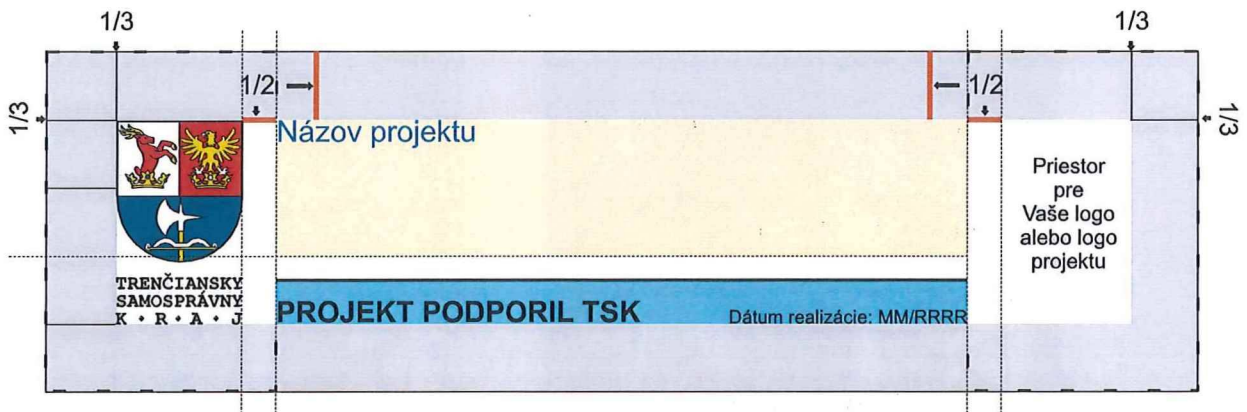 1/3
1/3
1/2
1/2
1/3
1/3
Názov projektu
Priestor
pre
Vaše logo
alebo logo
projektu
TRENČIANSKY
SAMOSPRÁVNY
K · R · A · J
PROJEKT PODPORIL TSK
Dátum realizácie: MM/RRRR